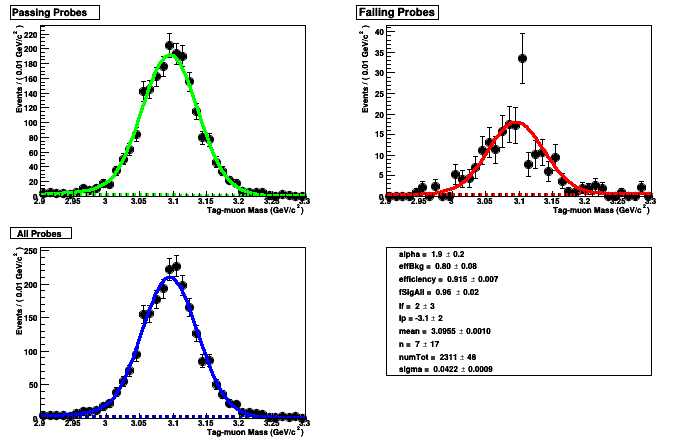 Passing Probes
Events / ( 0.01 GeV/c² )
220
200
180
160
140
120
100
80
60
40
20
0
2.9 2.95 3 3.05 3.1 3.15 3.2 3.25 3.3
Tag-muon Mass (GeV/c²)
Failing Probes
Events / ( 0.01 GeV/c² )
40
35
30
25
20
15
10
5
0
2.9 2.95 3 3.05 3.1 3.15 3.2 3.25 3.3
Tag-muon Mass (GeV/c²)
All Probes
Events / ( 0.01 GeV/c² )
250
200
150
100
50
0
2.9 2.95 3 3.05 3.1 3.15 3.2 3.25 3.3
Tag-muon Mass (GeV/c²)
alpha = 1.9 ± 0.2
effBkg = 0.80 ± 0.08
efficiency = 0.915 ± 0.007
fSigAll = 0.96 ± 0.02
lf = 2 ± 3
lp = -3.1 ± 2
mean = 3.0955 ± 0.0010
n = 7 ± 17
numTot = 2311 ± 48
sigma = 0.0422 ± 0.0009